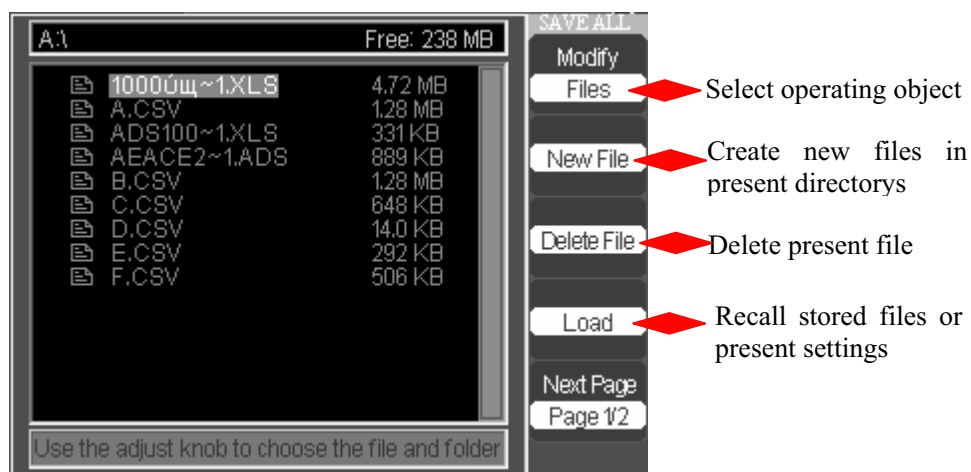 A:\ Free: 238 MB
1000úщ~1.XLS 4.72 MB
A.CSV 1.28 MB
ADS100~1.XLS 331 KB
AEACE2~1.ADS 889 KB
B.CSV 1.28 MB
C.CSV 648 KB
D.CSV 14.0 KB
E.CSV 292 KB
F.CSV 506 KB
Use the adjust knob to choose the file and folder
SAVE ALL
Modify
Files
New File
Delete File
Load
Next Page
Page 1/2
Select operating object
Create new files in
present directorys
Delete present file
Recall stored files or
present settings